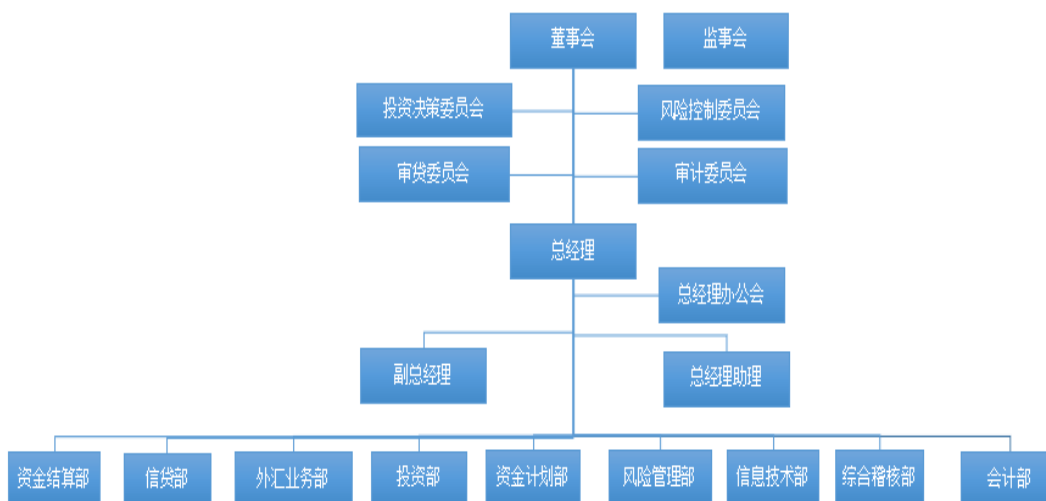 董事会
监事会
投资决策委员会
风险控制委员会
审贷委员会
审计委员会
总经理
总经理办公会
副总经理
总经理助理
资金结算部
信贷部
外汇业务部
投资部
资金计划部
风险管理部
信息技术部
综合稽核部
会计部